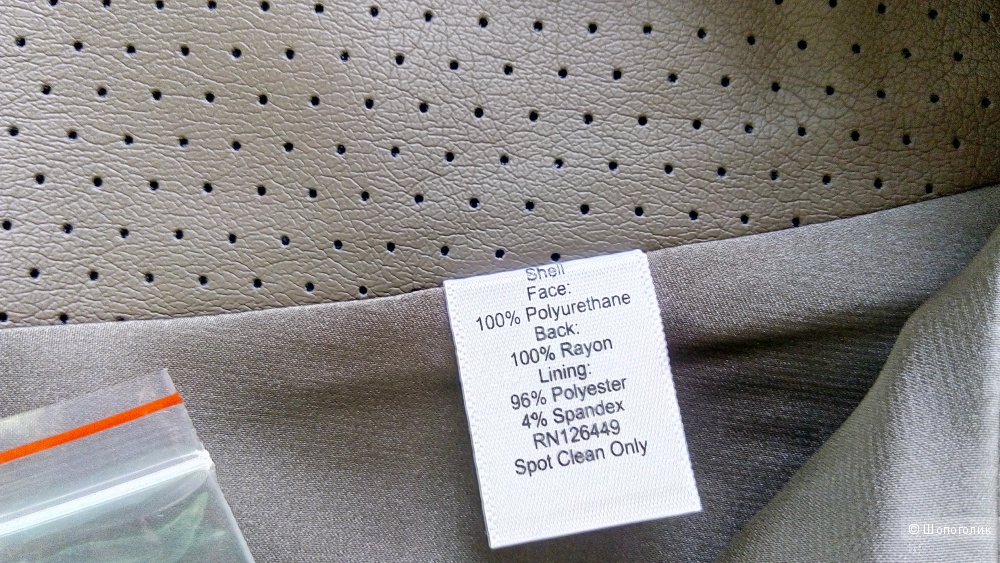 Shell
Face:
100% Polyurethane
Back:
100% Rayon
Lining:
96% Polyester
4% Spandex
RN126449
Spot Clean Only
© Шопоголик